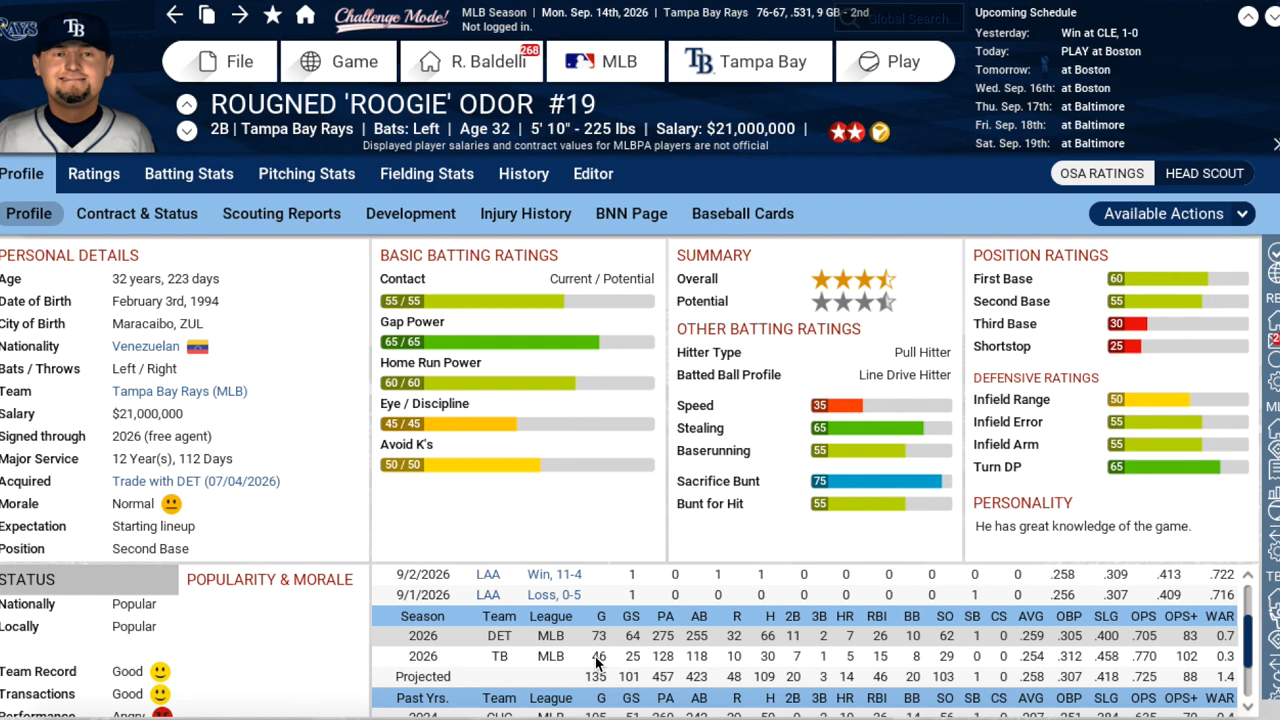 Challenge Mode!
MLB Season | Mon. Sep. 14th, 2026 | Tampa Bay Rays 76-67, .531, 9 GB - 2nd
Not logged in.
Global Search...
Upcoming Schedule
Yesterday: Win at CLE, 1-0
Today: PLAY at Boston
Tomorrow: at Boston
Wed. Sep. 16th: at Boston
Thu. Sep. 17th: at Baltimore
Fri. Sep. 18th: at Baltimore
Sat. Sep. 19th: at Baltimore
File
Game
R. Baldelli 268
MLB
Tampa Bay
Play
ROUGNED 'ROOGIE' ODOR #19
2B | Tampa Bay Rays | Bats: Left | Age 32 | 5' 10" - 225 lbs | Salary: $21,000,000 |
Displayed player salaries and contract values for MLBPA players are not official
Profile Ratings Batting Stats Pitching Stats Fielding Stats History Editor
OSA RATINGS HEAD SCOUT
Profile Contract & Status Scouting Reports Development Injury History BNN Page Baseball Cards
Available Actions
PERSONAL DETAILS
Age 32 years, 223 days
Date of Birth February 3rd, 1994
City of Birth Maracaibo, ZUL
Nationality Venezuelan
Bats / Throws Left / Right
Team Tampa Bay Rays (MLB)
Salary $21,000,000
Signed through 2026 (free agent)
Major Service 12 Year(s), 112 Days
Acquired Trade with DET (07/04/2026)
Morale Normal
Expectation Starting lineup
Position Second Base
BASIC BATTING RATINGS
Contact Current / Potential
55 / 55
Gap Power
65 / 65
Home Run Power
60 / 60
Eye / Discipline
45 / 45
Avoid K's
50 / 50
SUMMARY
Overall
Potential
OTHER BATTING RATINGS
Hitter Type Pull Hitter
Batted Ball Profile Line Drive Hitter
Speed 35
Stealing 65
Baserunning 55
Sacrifice Bunt 75
Bunt for Hit 55
POSITION RATINGS
First Base 60
Second Base 55
Third Base 30
Shortstop 25
DEFENSIVE RATINGS
Infield Range 50
Infield Error 55
Infield Arm 55
Turn DP 65
PERSONALITY
He has great knowledge of the game.
STATUS POPULARITY & MORALE
Nationally Popular
Locally Popular
Team Record Good
Transactions Good
Performance Angry
9/2/2026 LAA Win, 11-4 1 0 1 1 0 0 0 0 0 0 0 0 .258 .309 .413 .722
9/1/2026 LAA Loss, 0-5 1 0 0 0 0 0 0 0 0 1 0 0 .256 .307 .409 .716
Season Team League G GS PA AB R H 2B 3B HR RBI BB SO SB CS AVG OBP SLG OPS OPS+ WAR
2026 DET MLB 73 64 275 255 32 66 11 2 7 26 10 62 1 0 .259 .305 .400 .705 83 0.7
2026 TB MLB 46 25 128 118 10 30 7 1 5 15 8 29 0 0 .254 .312 .458 .770 102 0.3
Projected 135 101 457 423 48 109 20 3 14 46 20 103 1 0 .258 .307 .418 .725 88 1.4
Past Yrs. Team League G GS PA AB R H 2B 3B HR RBI BB SO SB CS AVG OBP SLG OPS OPS+ WAR